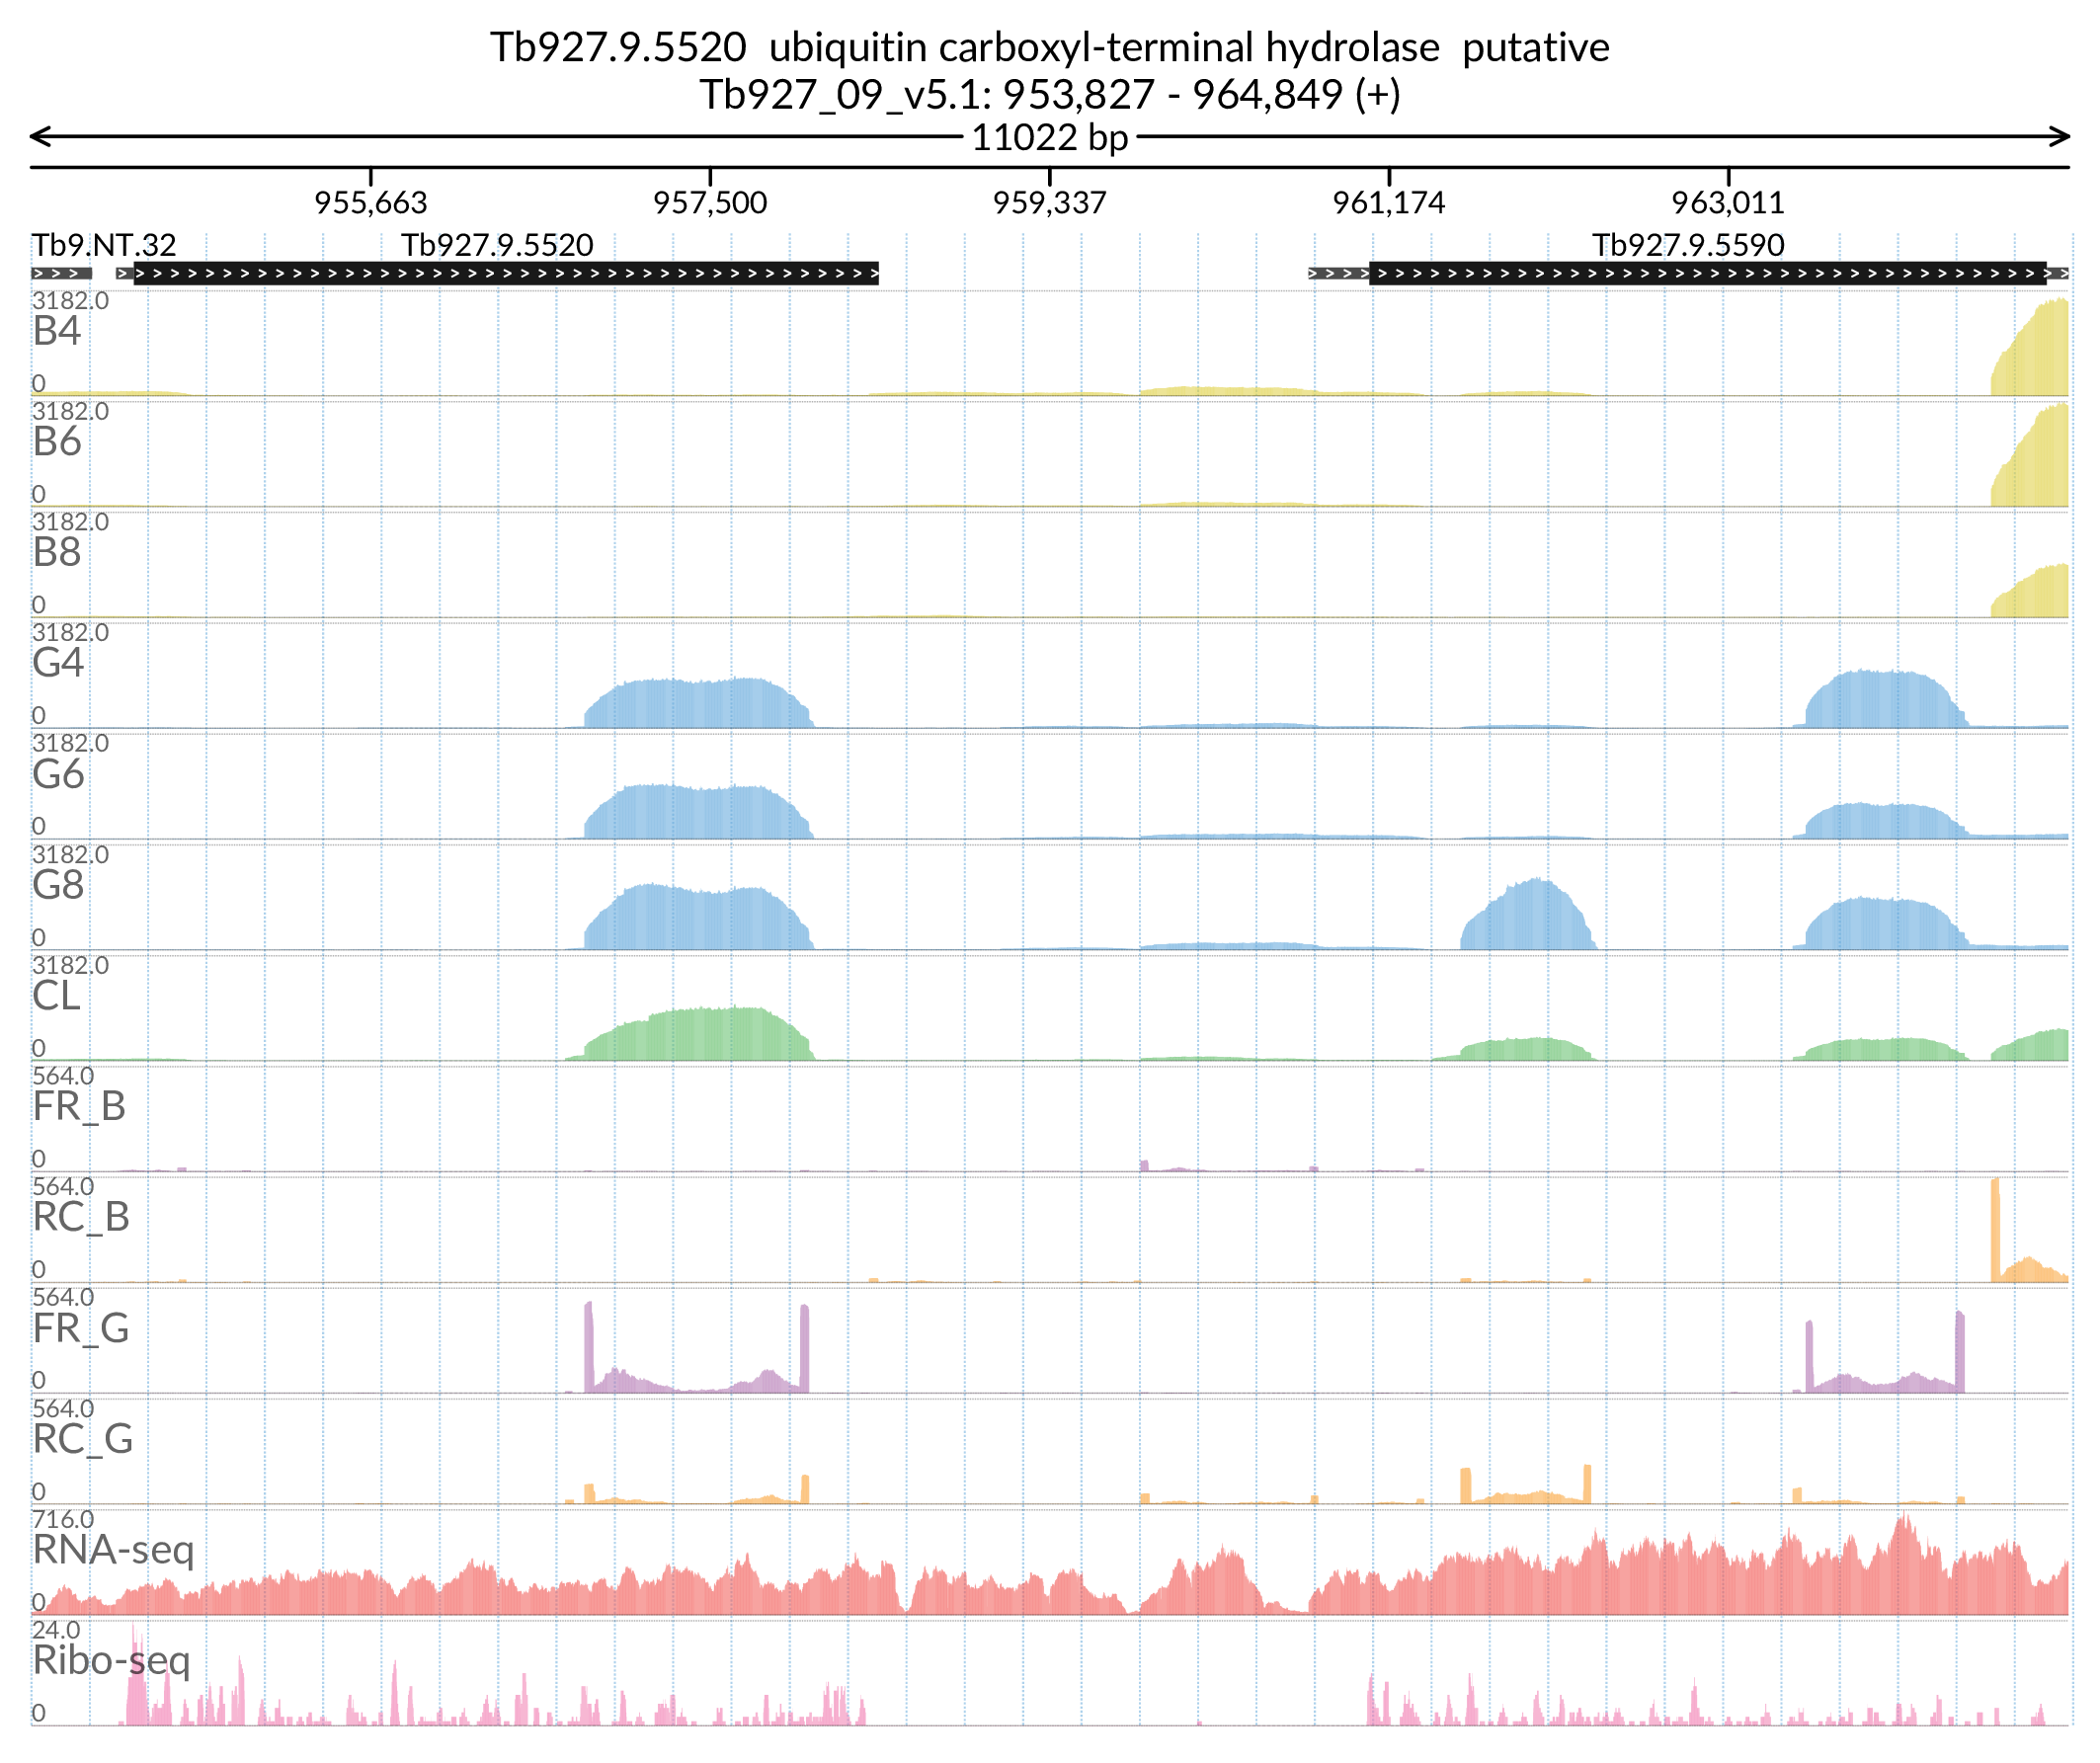 Tb927.9.5520 ubiquitin carboxyl-terminal hydrolase putative
Tb927_09_v5.1: 953,827 - 964,849 (+)
11022 bp
955,663 957,500 959,337 961,174 963,011
Tb9.NT.32 Tb927.9.5520 Tb927.9.5590
3182.0
B4
0
3182.0
B6
0
3182.0
B8
0
3182.0
G4
0
3182.0
G6
0
3182.0
G8
0
3182.0
CL
0
564.0
FR_B
0
564.0
RC_B
0
564.0
FR_G
0
564.0
RC_G
0
716.0
RNA-seq
0
24.0
Ribo-seq
0